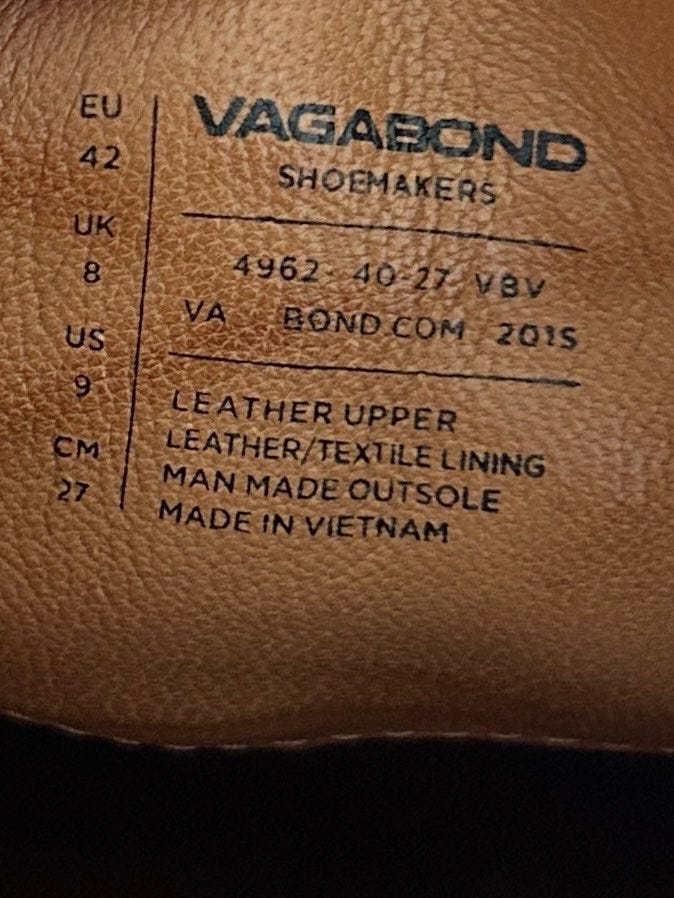 EU
42
UK
8
US
9
CM
27
VAGABOND
SHOEMAKERS
4962- 40-27 VBV
VA BOND.COM 201S
LEATHER UPPER
LEATHER/TEXTILE LINING
MAN MADE OUTSOLE
MADE IN VIETNAM